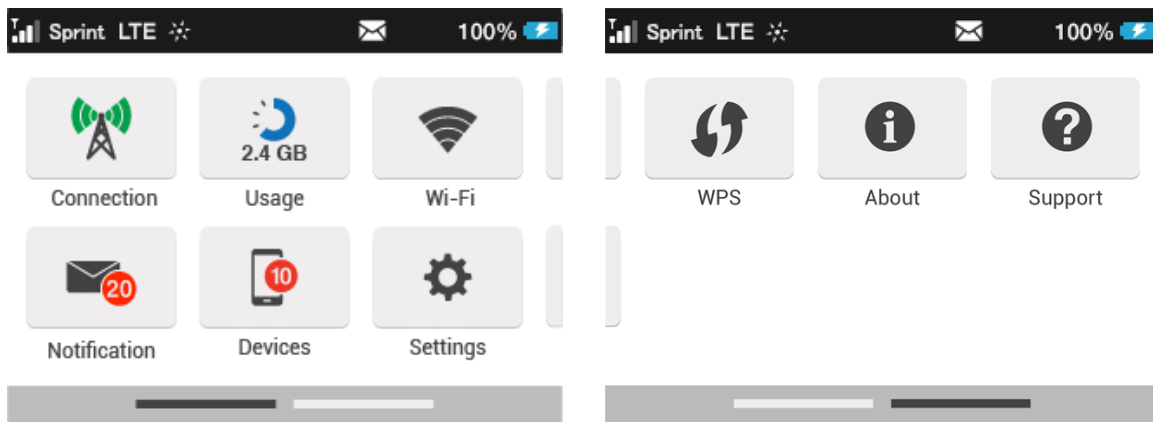 Sprint LTE 100%
2.4 GB
Connection Usage Wi-Fi
20 10
Notification Devices Settings
Sprint LTE 100%
WPS About Support